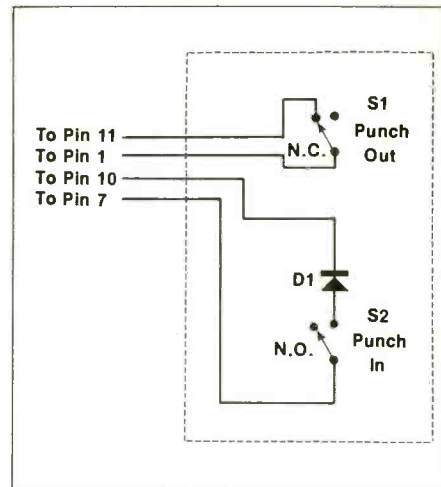 To Pin 11
To Pin 1
To Pin 10
To Pin 7
S1
Punch
Out
N.C.
D1
S2
Punch
In
N.O.